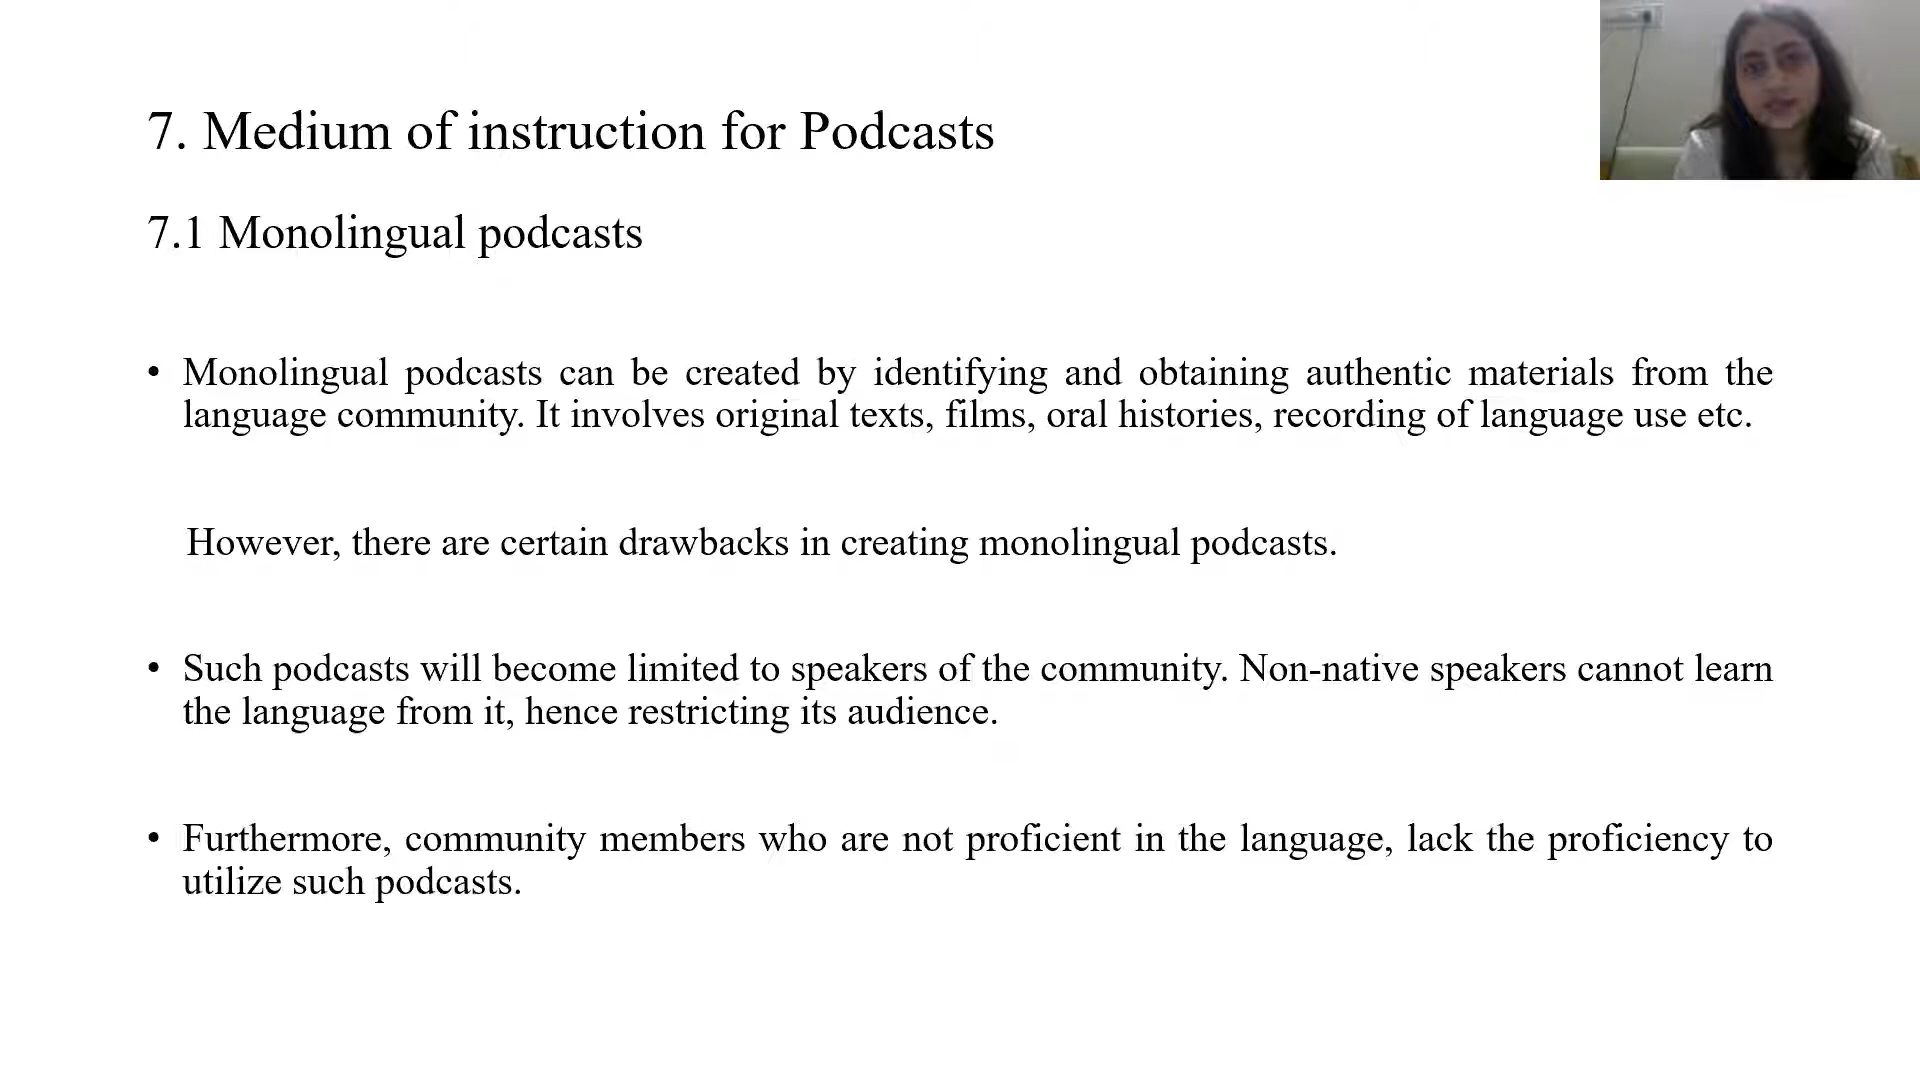 7. Medium of instruction for Podcasts
7.1 Monolingual podcasts
• Monolingual podcasts can be created by identifying and obtaining authentic materials from the
language community. It involves original texts, films, oral histories, recording of language use etc.
However, there are certain drawbacks in creating monolingual podcasts.
• Such podcasts will become limited to speakers of the community. Non-native speakers cannot learn
the language from it, hence restricting its audience.
• Furthermore, community members who are not proficient in the language, lack the proficiency to
utilize such podcasts.